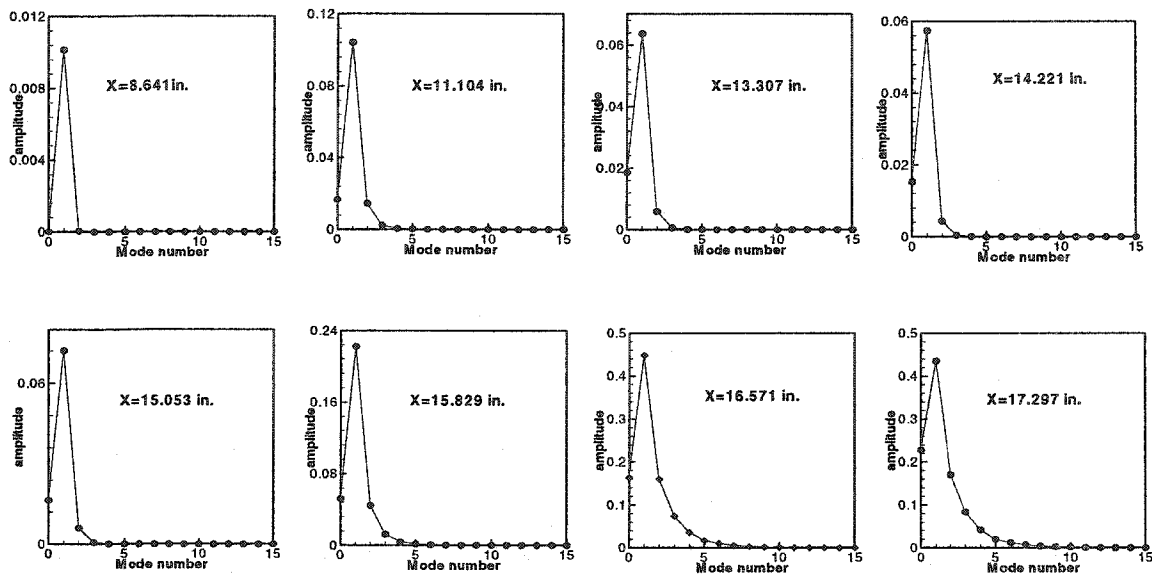 0.012
0.008
0.004
0
amplitude
X=8.641in.
0 5 10 15
Mode number
0.12
0.08
0.04
0
amplitude
X=11.104 in.
0 5 10 15
Mode number
0.06
0.04
0.02
0
amplitude
X=13.307 in.
0 5 10 15
Mode number
0.06
0.04
0.02
0
amplitude
X=14.221 in.
0 5 10 15
Mode number
0.06
0
amplitude
X=15.053 in.
0 5 10 15
Mode number
0.24
0.16
0.08
0
amplitude
X=15.829 in.
0 5 10 15
Mode number
0.5
0.4
0.3
0.2
0.1
0
amplitude
X=16.571 in.
0 5 10 15
Mode number
0.5
0.4
0.3
0.2
0.1
0
amplitude
X=17.297 in.
0 5 10 15
Mode number